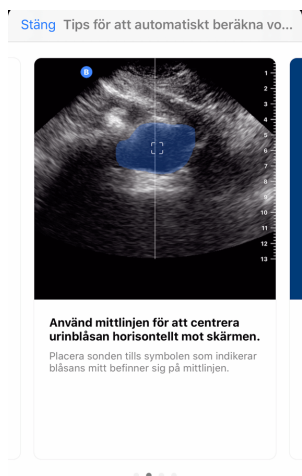 Stäng Tips för att automatiskt beräkna vo...
B
1
2
3
4
5
6
7
8
9
10
11
12
13
Använd mittlinjen för att centrera
urinblåsan horisontellt mot skärmen.
Placera sonden tills symbolen som indikerar
blåsans mitt befinner sig på mittlinjen.